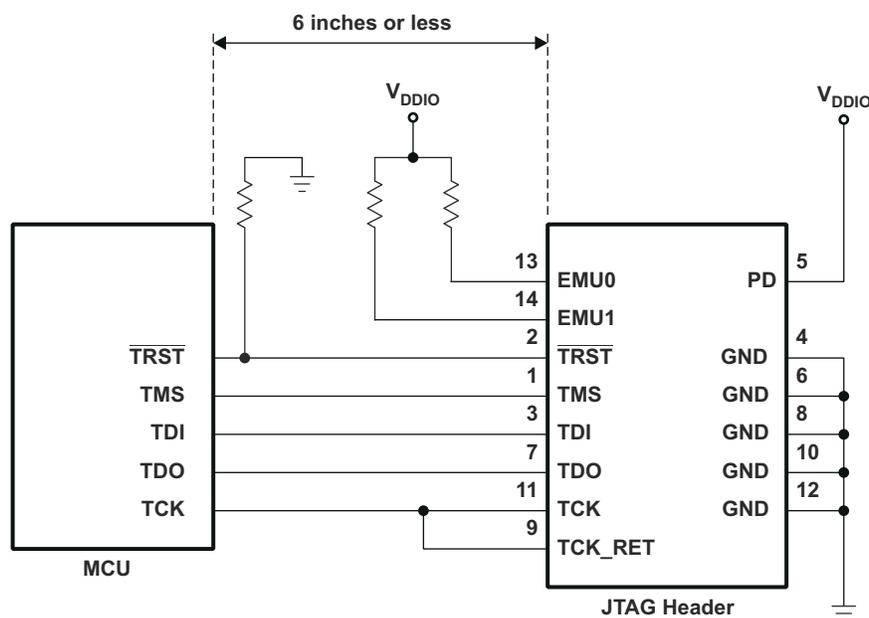 6 inches or less
VDDIO
VDDIO
13
EMU0
PD
5
14
EMU1
TRST
2
TRST
GND
4
TMS
1
TMS
GND
6
TDI
3
TDI
GND
8
TDO
7
TDO
GND
10
TCK
11
TCK
GND
12
9
TCK_RET
MCU
JTAG Header